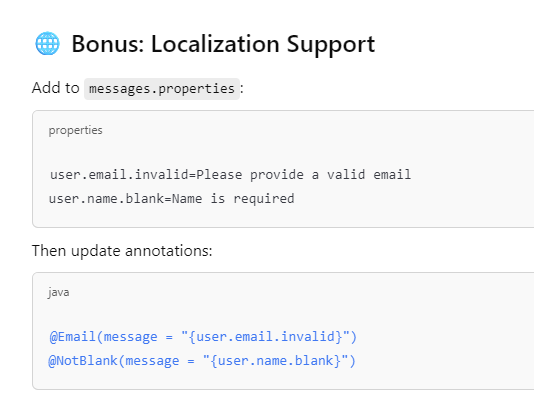 🌐 Bonus: Localization Support
Add to messages.properties:
properties
user.email.invalid=Please provide a valid email
user.name.blank=Name is required
Then update annotations:
java
@Email(message = "{user.email.invalid}")
@NotBlank(message = "{user.name.blank}")